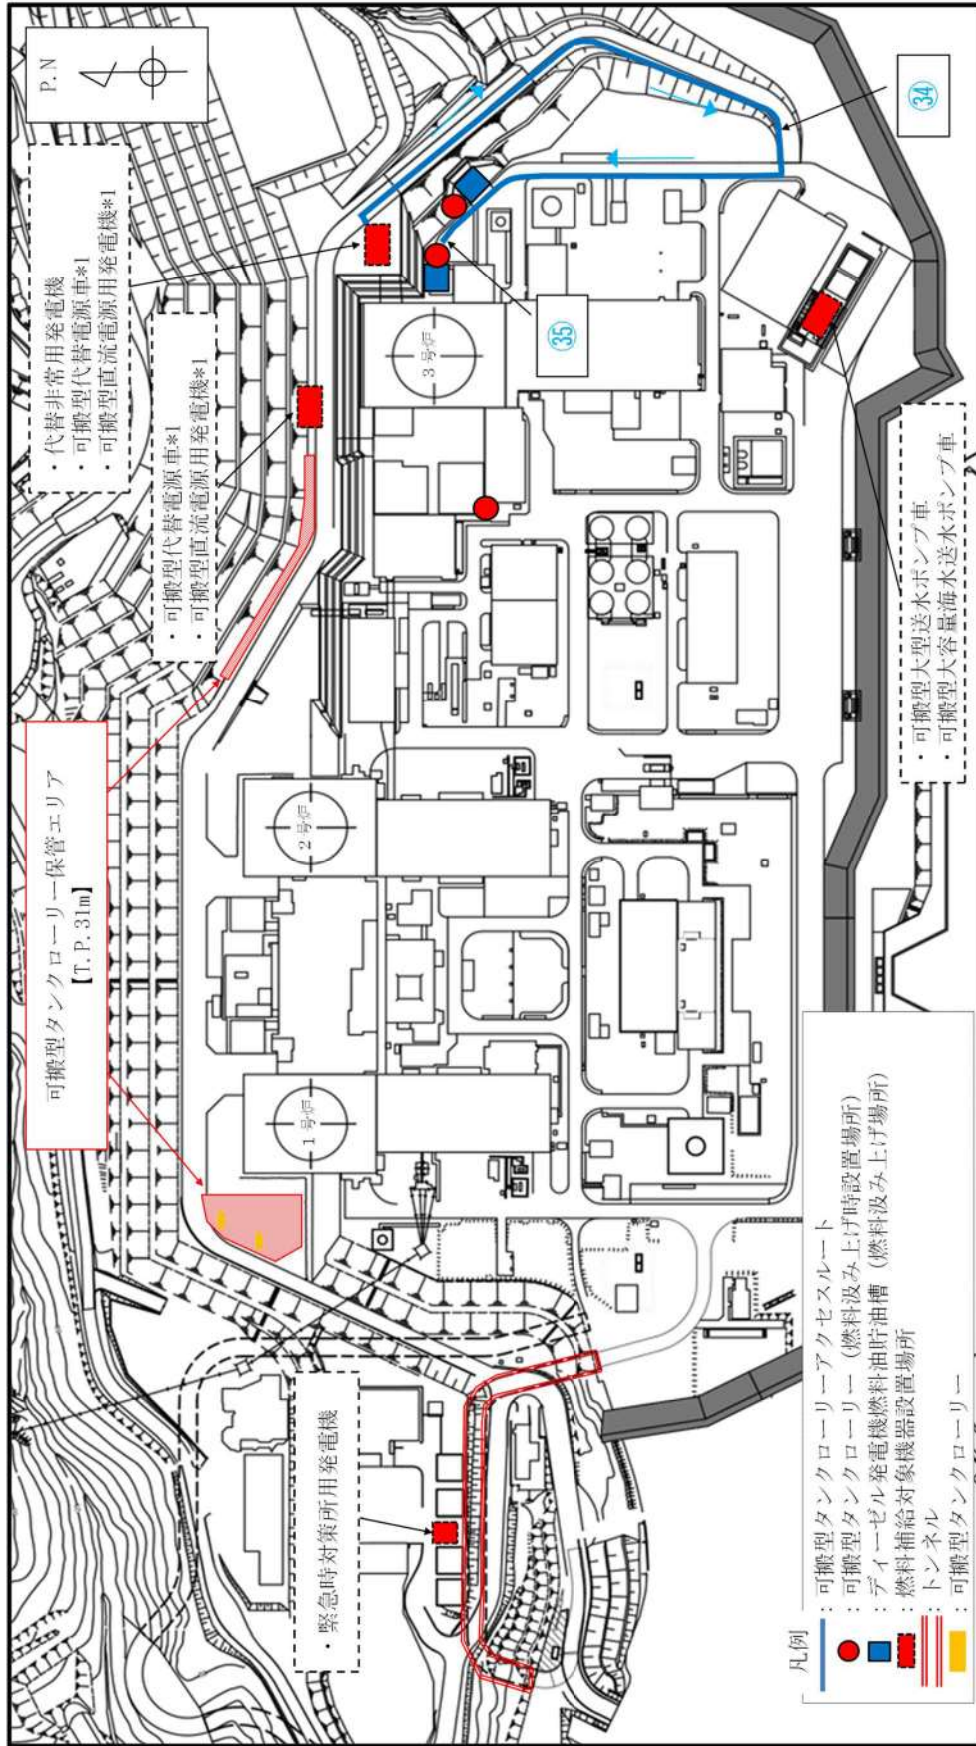 P.N
・代替非常用発電機
・可搬型代替電源車*1
・可搬型直流電源用発電機*1
・可搬型代替電源車*1
・可搬型直流電源用発電機*1
可搬型タンクローリー保管エリア
【T.P.31m】
・緊急時対策所用発電機
1号炉
2号炉
3号炉
㉞
㉟
・可搬型大型送水ポンプ車
・可搬型大容量海水送水ポンプ車
凡例
：可搬型タンクローリーアクセスルート
：可搬型タンクローリー（燃料汲み上げ時設置場所）
：ディーゼル発電機燃料油貯油槽（燃料汲み上げ場所）
：燃料補給対象機器設置場所
：トンネル
：可搬型タンクローリー